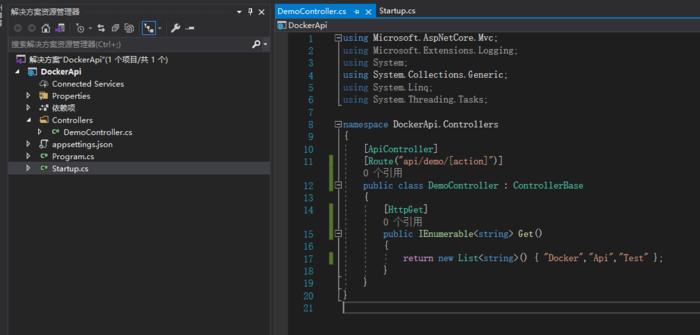 解决方案资源管理器
搜索解决方案资源管理器(Ctrl+;)
解决方案"DockerApi"(1 个项目/共 1 个)
DockerApi
Connected Services
Properties
依赖项
Controllers
DemoController.cs
appsettings.json
Program.cs
Startup.cs
DemoController.cs
Startup.cs
DockerApi
1 using Microsoft.AspNetCore.Mvc;
2 using Microsoft.Extensions.Logging;
3 using System;
4 using System.Collections.Generic;
5 using System.Linq;
6 using System.Threading.Tasks;
7
8 namespace DockerApi.Controllers
9 {
10 [ApiController]
11 [Route("api/demo/[action]")]
0 个引用
12 public class DemoController : ControllerBase
13 {
14 [HttpGet]
0 个引用
15 public IEnumerable<string> Get()
16 {
17 return new List<string>() { "Docker","Api","Test" };
18 }
19 }
20 }
21